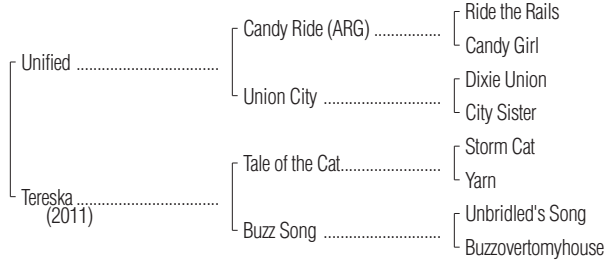 Ride the Rails
Candy Ride (ARG) ................
Candy Girl
Unified ..................................
Dixie Union
Union City .............................
City Sister
Storm Cat
Tale of the Cat........................
Yarn
Tereska ..................................
(2011)
Unbridled's Song
Buzz Song .............................
Buzzovertomyhouse